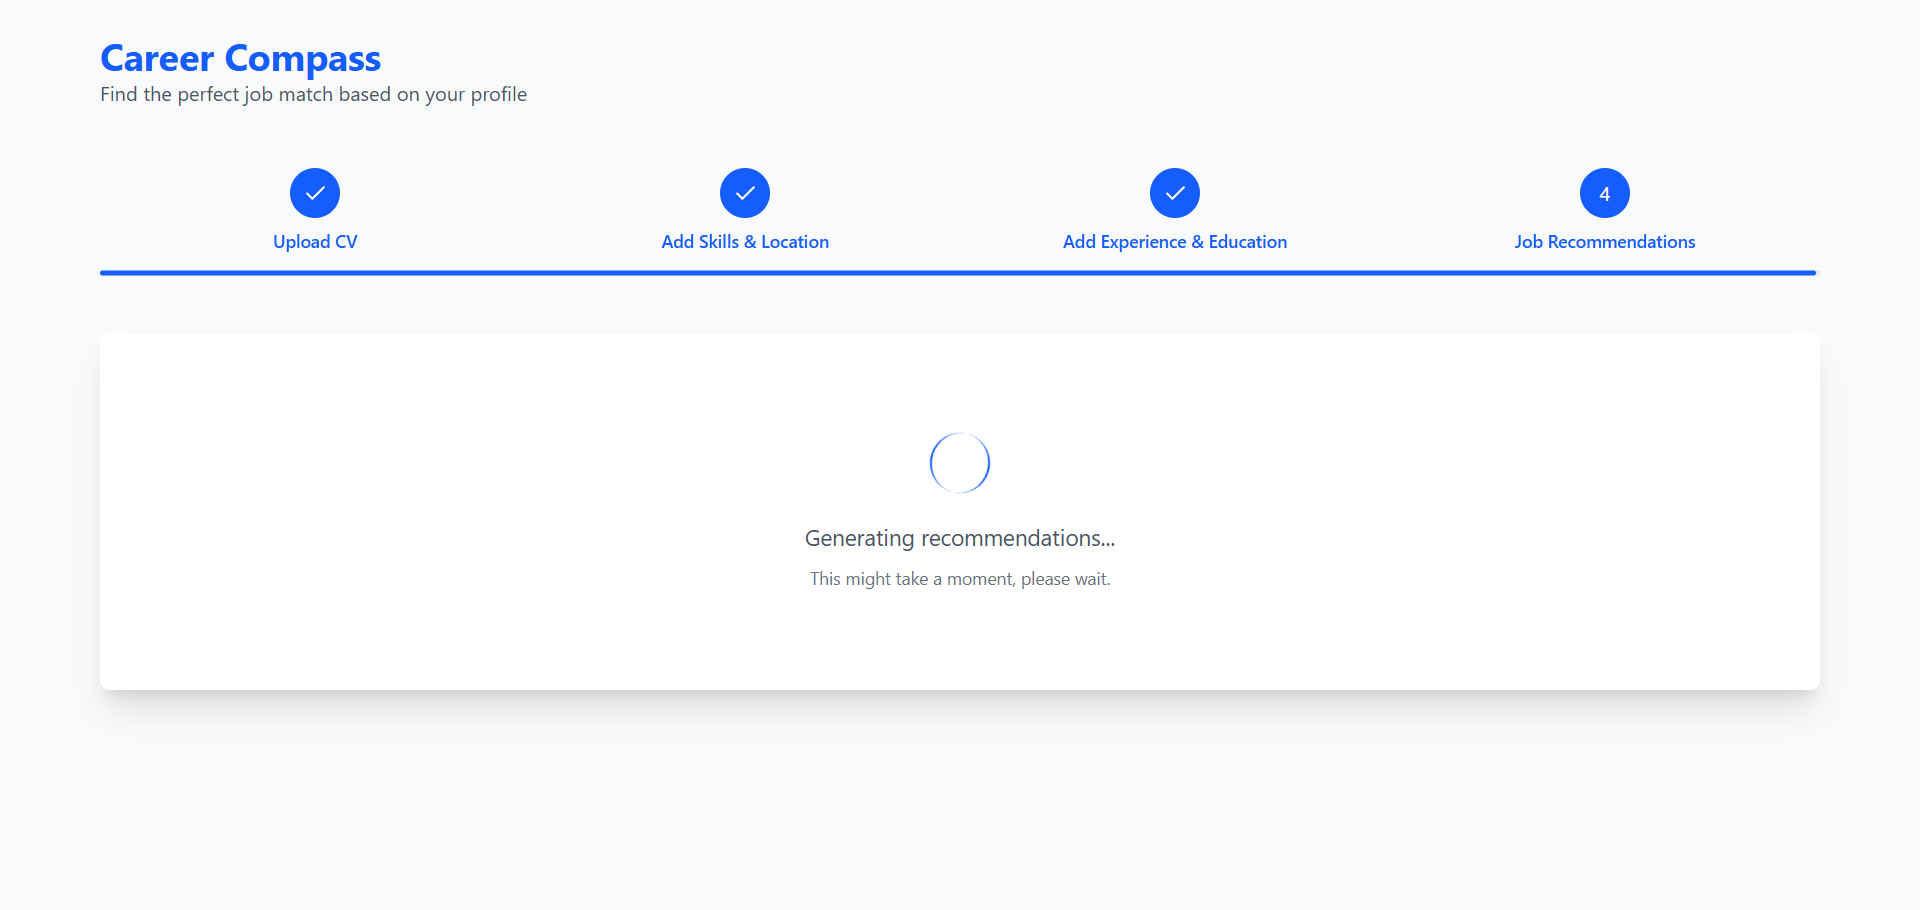 Career Compass
Find the perfect job match based on your profile
4
Upload CV
Add Skills & Location
Add Experience & Education
Job Recommendations
Generating recommendations...
This might take a moment, please wait.